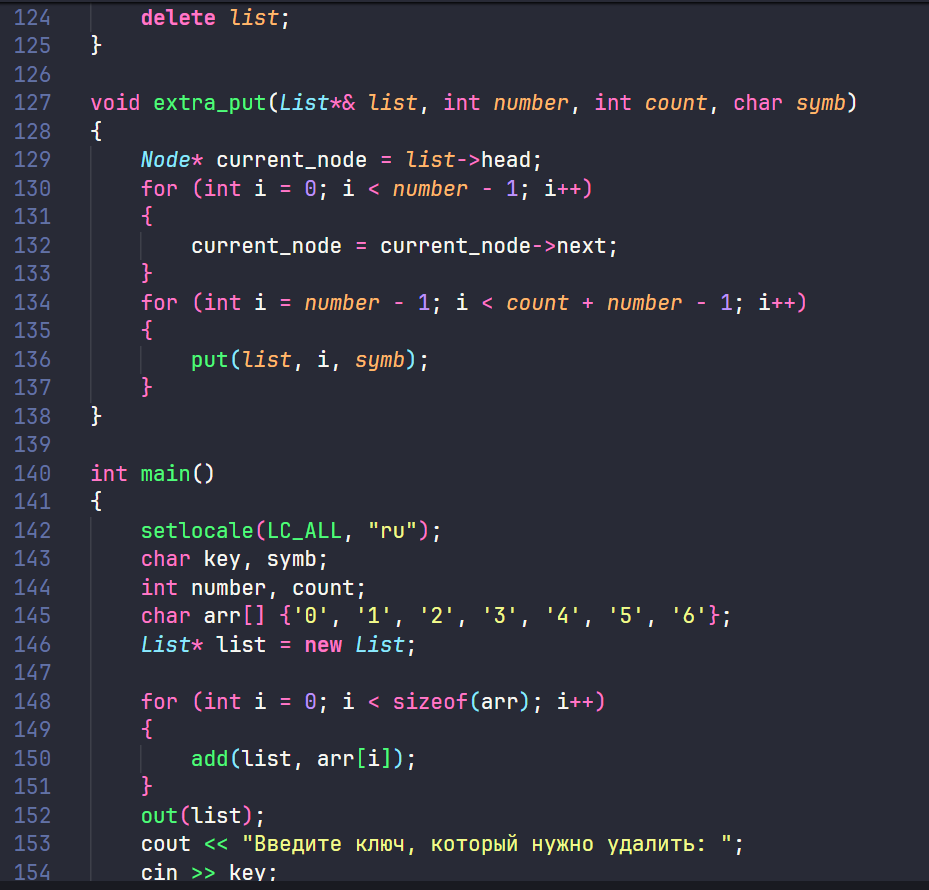 124 delete list;
125 }
126
127 void extra_put(List*& list, int number, int count, char symb)
128 {
129 Node* current_node = list->head;
130 for (int i = 0; i < number - 1; i++)
131 {
132 current_node = current_node->next;
133 }
134 for (int i = number - 1; i < count + number - 1; i++)
135 {
136 put(list, i, symb);
137 }
138 }
139
140 int main()
141 {
142 setlocale(LC_ALL, "ru");
143 char key, symb;
144 int number, count;
145 char arr[] {'0', '1', '2', '3', '4', '5', '6'};
146 List* list = new List;
147
148 for (int i = 0; i < sizeof(arr); i++)
149 {
150 add(list, arr[i]);
151 }
152 out(list);
153 cout << "Введите ключ, который нужно удалить: ";
154 cin >> key;